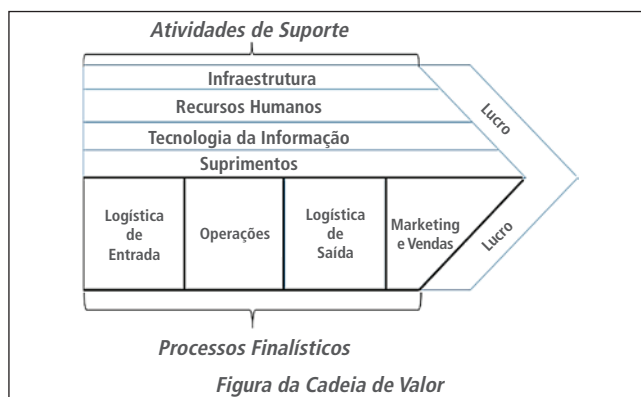 Atividades de Suporte
Infraestrutura
Recursos Humanos
Tecnologia da Informação
Suprimentos
Lucro
Logística
de
Entrada
Operações
Logística
de
Saída
Marketing
e Vendas
Lucro
Processos Finalísticos
Figura da Cadeia de Valor